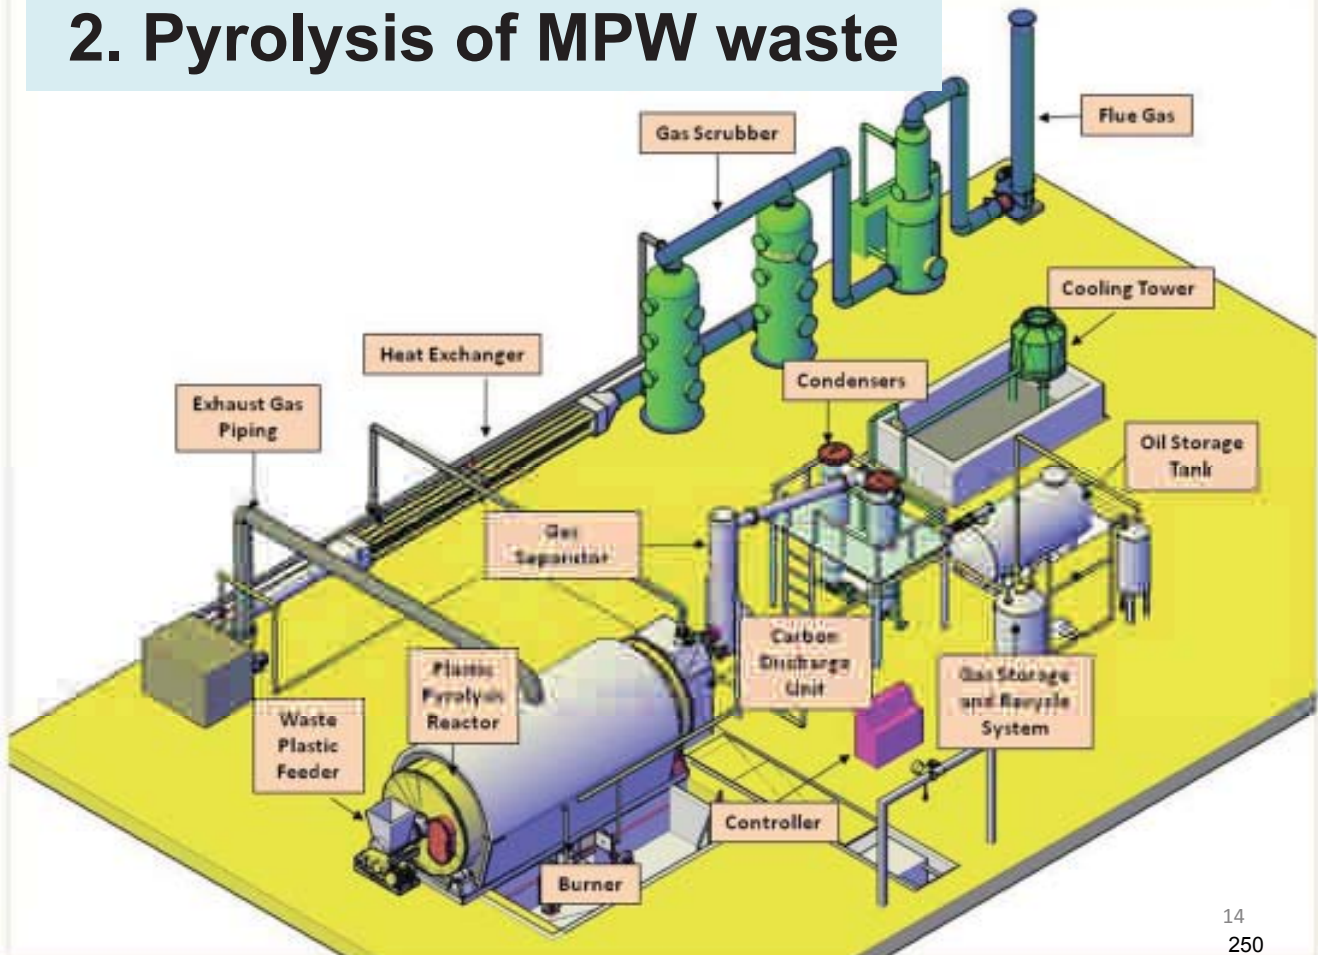 2. Pyrolysis of MPW waste
Flue Gas
Gas Scrubber
Cooling Tower
Heat Exchanger
Condensers
Exhaust Gas
Piping
Oil Storage
Tank
Gas
Separator
Carbon
Discharge
Unit
Plastic
Pyrolysis
Reactor
Gas Storage
and Recycle
System
Waste
Plastic
Feeder
Controller
Burner
14
250